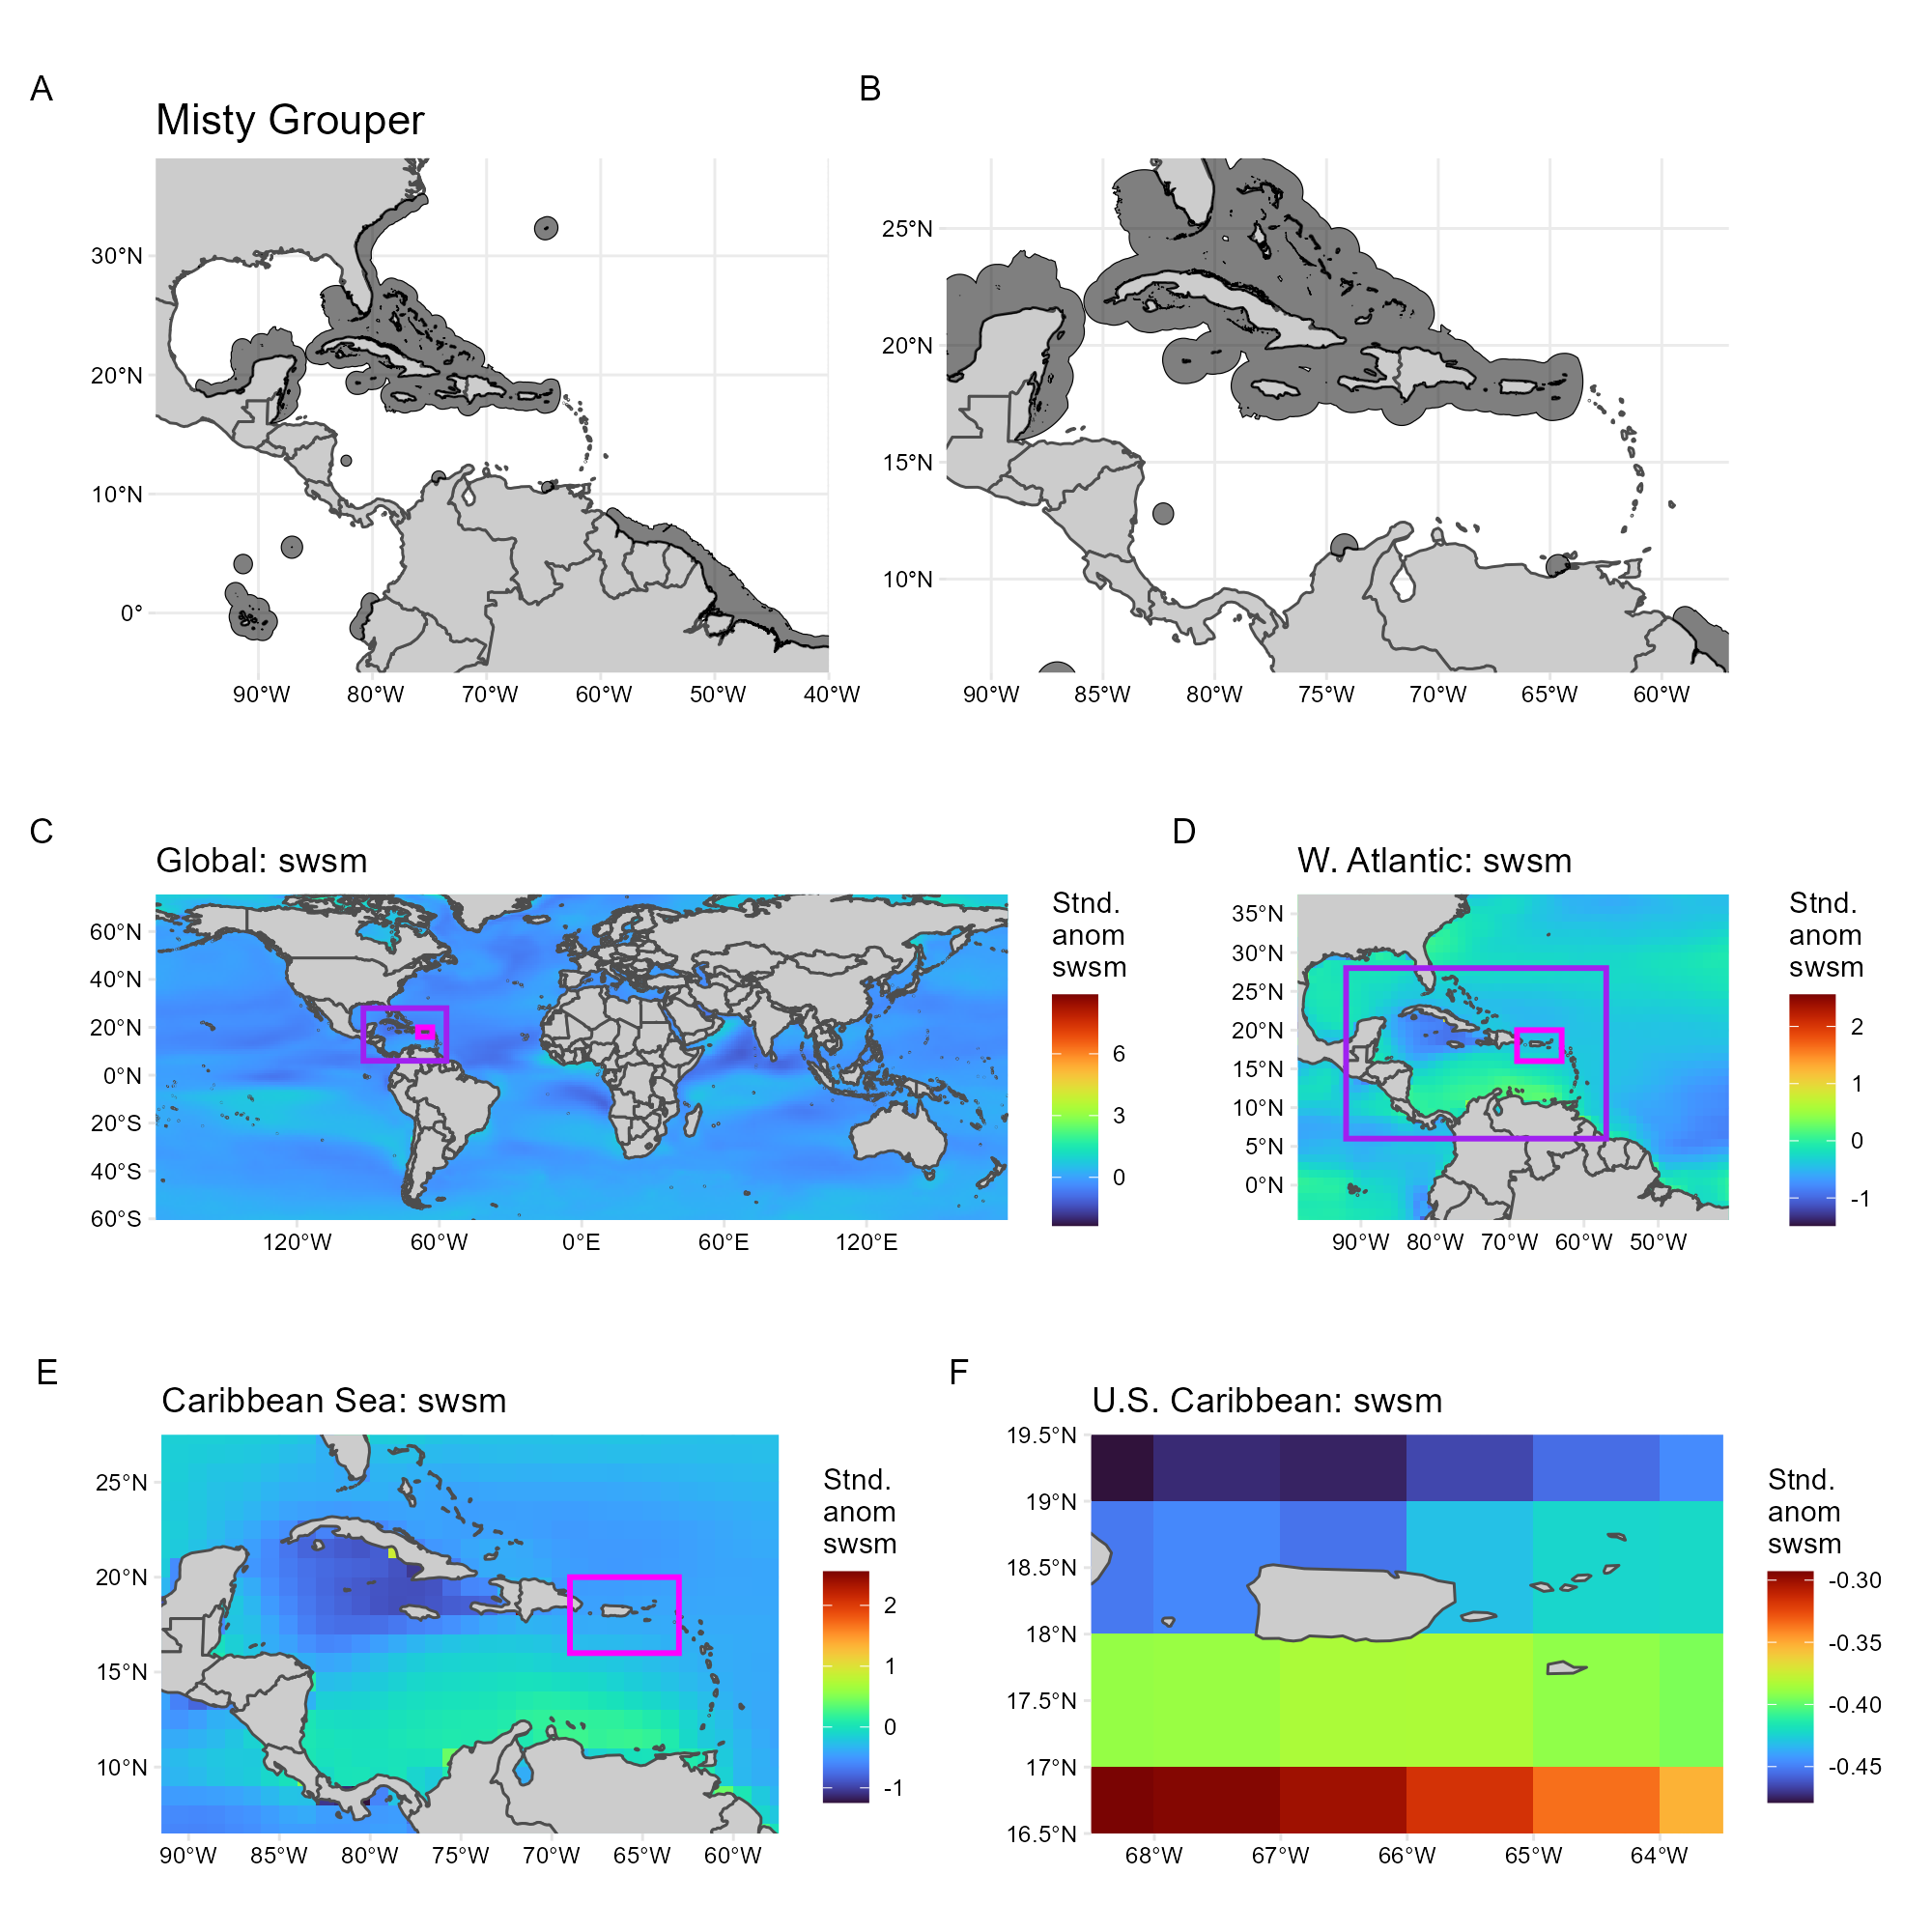 A
B
Misty Grouper
30°N
20°N
10°N
0°
90°W 80°W 70°W 60°W 50°W 40°W
25°N
20°N
15°N
10°N
90°W 85°W 80°W 75°W 70°W 65°W 60°W
C
Global: swsm
60°N
40°N
20°N
0°N
20°S
40°S
60°S
120°W 60°W 0°E 60°E 120°E
Stnd.
anom
swsm
6
3
0
D
W. Atlantic: swsm
35°N
30°N
25°N
20°N
15°N
10°N
5°N
0°N
90°W 80°W 70°W 60°W 50°W
Stnd.
anom
swsm
2
1
0
-1
E
Caribbean Sea: swsm
25°N
20°N
15°N
10°N
90°W 85°W 80°W 75°W 70°W 65°W 60°W
Stnd.
anom
swsm
2
1
0
-1
F
U.S. Caribbean: swsm
19.5°N
19°N
18.5°N
18°N
17.5°N
17°N
16.5°N
68°W 67°W 66°W 65°W 64°W
Stnd.
anom
swsm
-0.30
-0.35
-0.40
-0.45